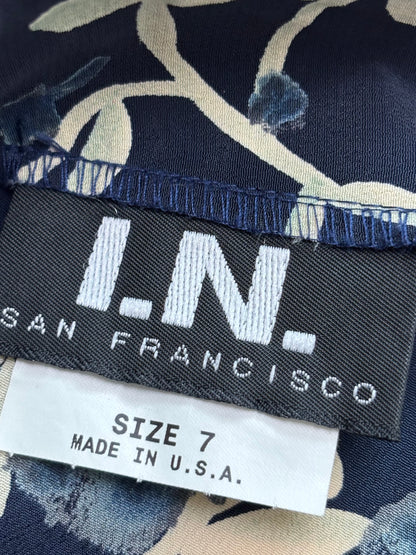 I.N.
SAN FRANCISCO
SIZE 7
MADE IN U.S.A.